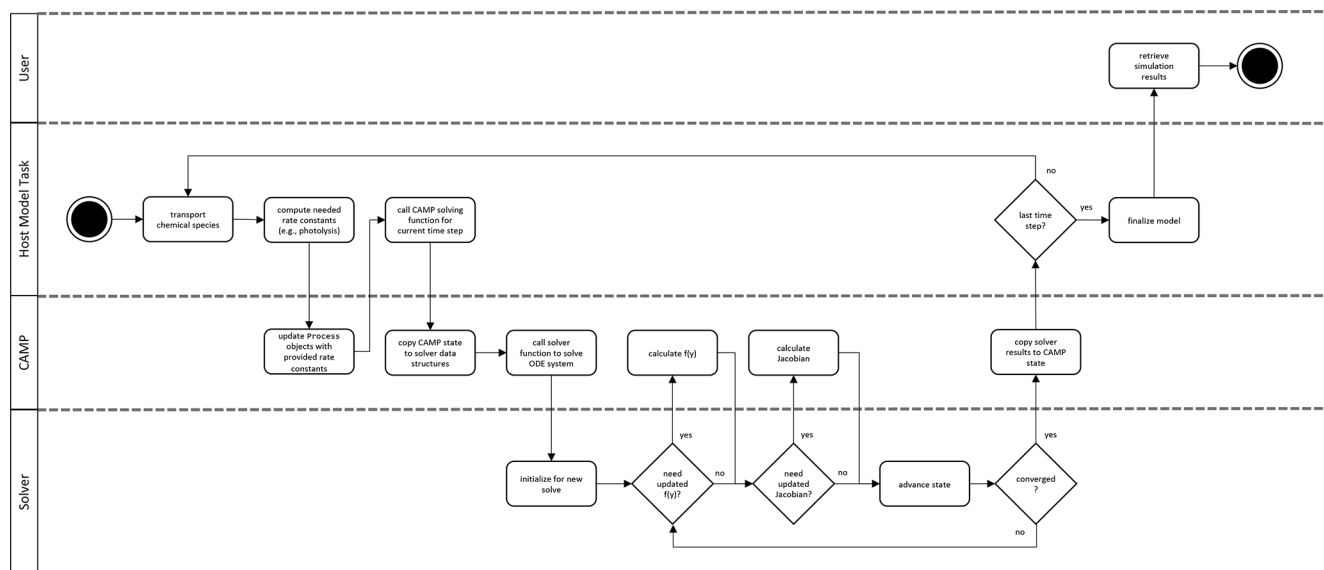 User
retrieve
simulation
results
Host Model Task
transport
chemical species
compute needed
rate constants
(e.g., photolysis)
call CAMP solving
function for
current time step
no
last time
step?
yes
finalize model
CAMP
update Process
objects with
provided rate
constants
copy CAMP state
to solver data
structures
call solver
function to solve
ODE system
calculate f(y)
calculate
Jacobian
copy solver
results to CAMP
state
Solver
initialize for new
solve
yes
need
updated
f(y)?
no
yes
need
updated
Jacobian?
no
advance state
yes
converged
?
no